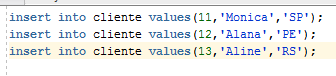 insert into cliente values(11,'Monica','SP');
insert into cliente values(12,'Alana','PE');
insert into cliente values(13,'Aline','RS');